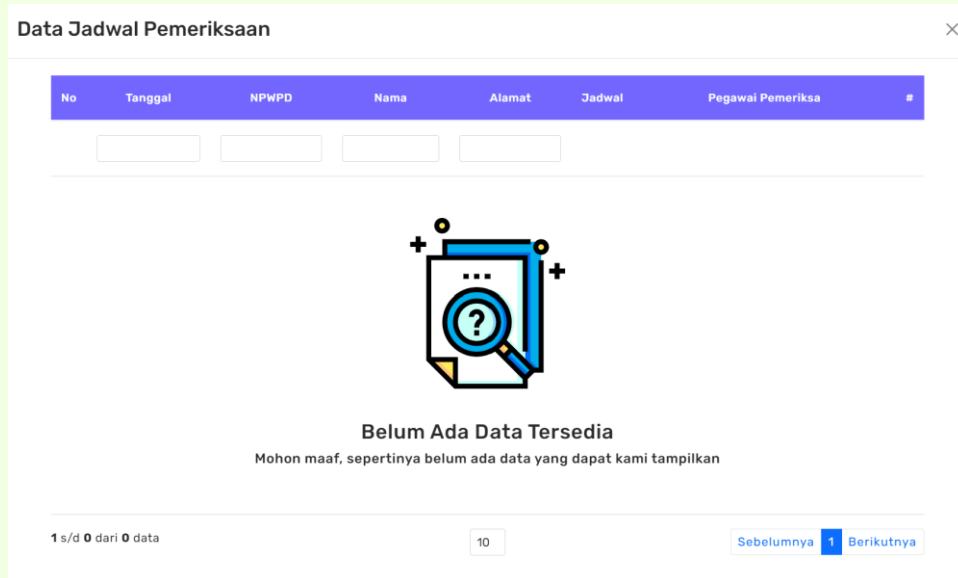 Data Jadwal Pemeriksaan ×
No Tanggal NPWPD Nama Alamat Jadwal Pegawai Pemeriksa #
...
?
Belum Ada Data Tersedia
Mohon maaf, sepertinya belum ada data yang dapat kami tampilkan
1 s/d 0 dari 0 data 10 Sebelumnya 1 Berikutnya